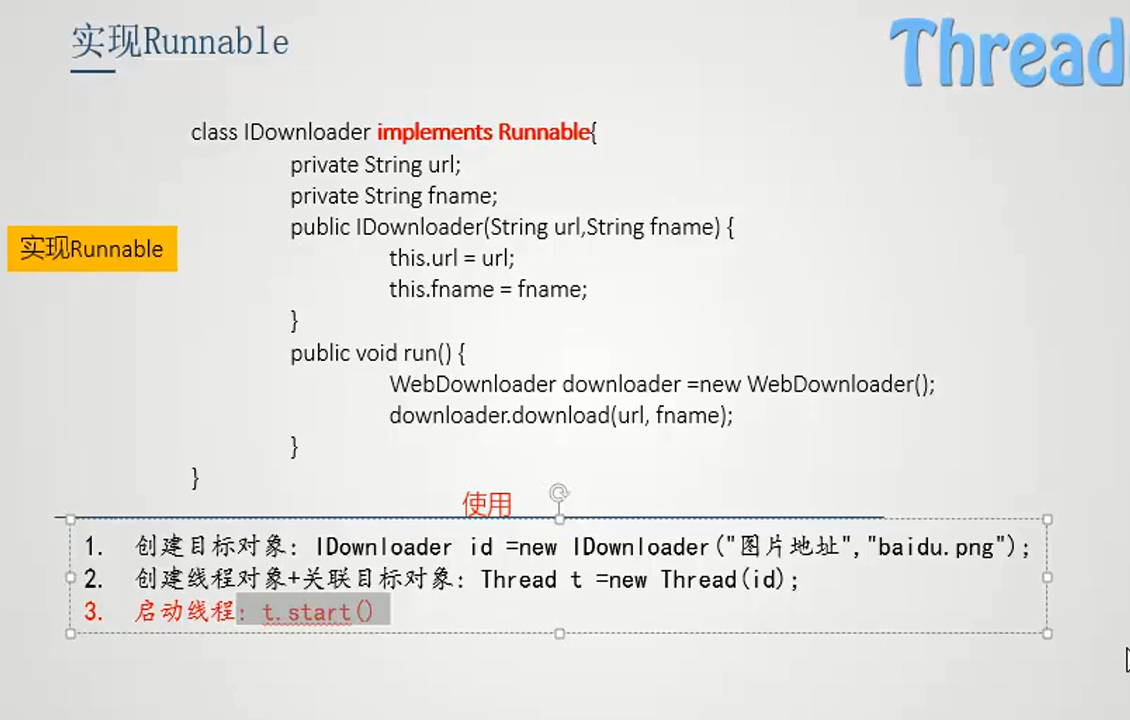 实现Runnable
Thread
class IDownloader implements Runnable{
private String url;
private String fname;
public IDownloader(String url,String fname) {
实现Runnable
this.url = url;
this.fname = fname;
}
public void run() {
WebDownloader downloader =new WebDownloader();
downloader.download(url, fname);
}
}
使用
1. 创建目标对象: IDownloader id =new IDownloader("图片地址","baidu.png");
2. 创建线程对象+关联目标对象: Thread t =new Thread(id);
3. 启动线程: t.start()